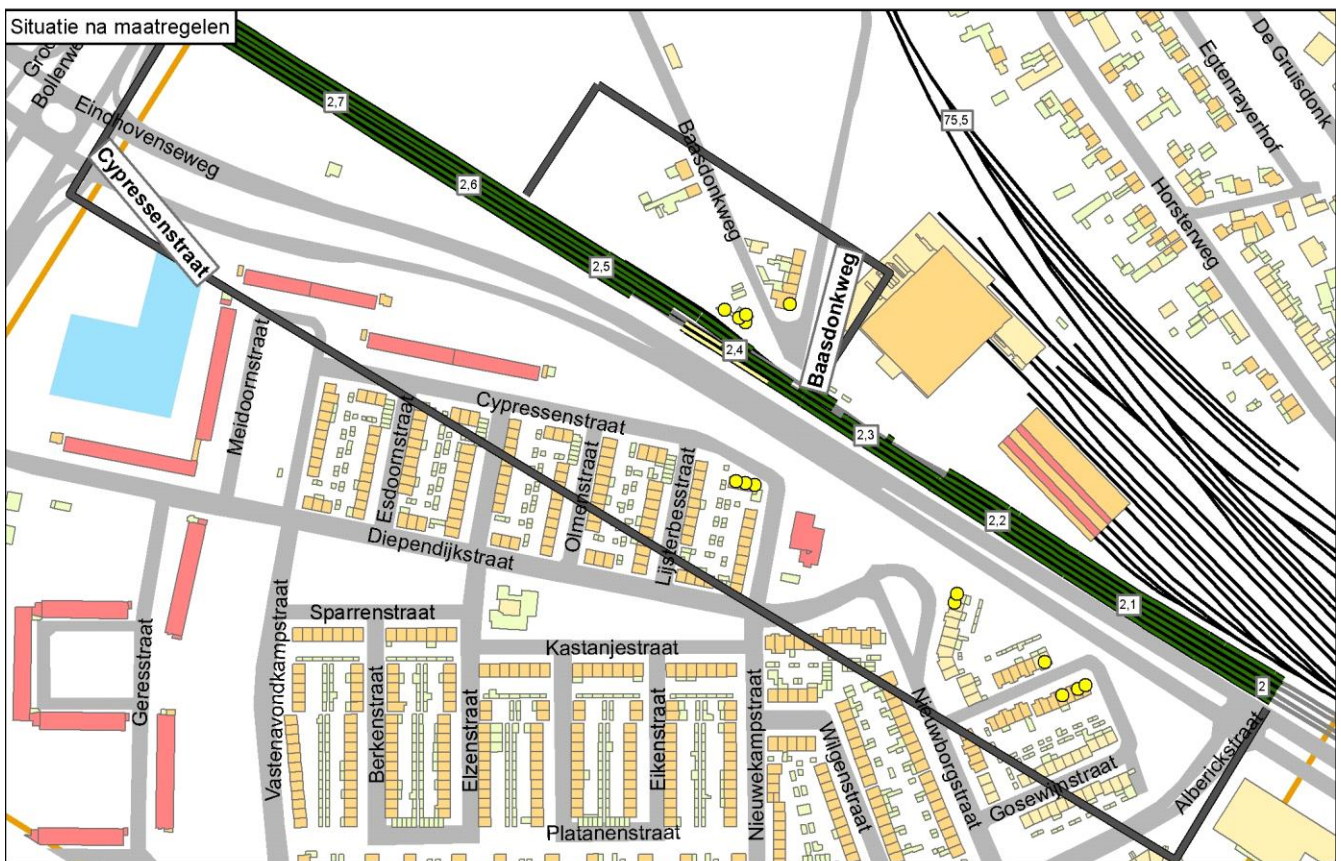 Situatie na maatregelen
Bollerweg
Eindhovenseweg
Cypressenstraat
2,7
2,6
2,5
2,4
2,3
2,2
2,1
2
75,5
Baasdonkweg
Baasdonkweg
De Gruisdonk
Egtenrayerhof
Horsterweg
Meidoornstraat
Cypressenstraat
Esdoornstraat
Olmenstraat
Lijsterbesstraat
Diependijkstraat
Sparrenstraat
Kastanjestraat
Geresstraat
Vastenavondkampstraat
Berkenstraat
Elzenstraat
Eikenstraat
Platanenstraat
Nieuwekampstraat
Wilgenstraat
Nieuwborgstraat
Gosewijnstraat
Alberickstraat